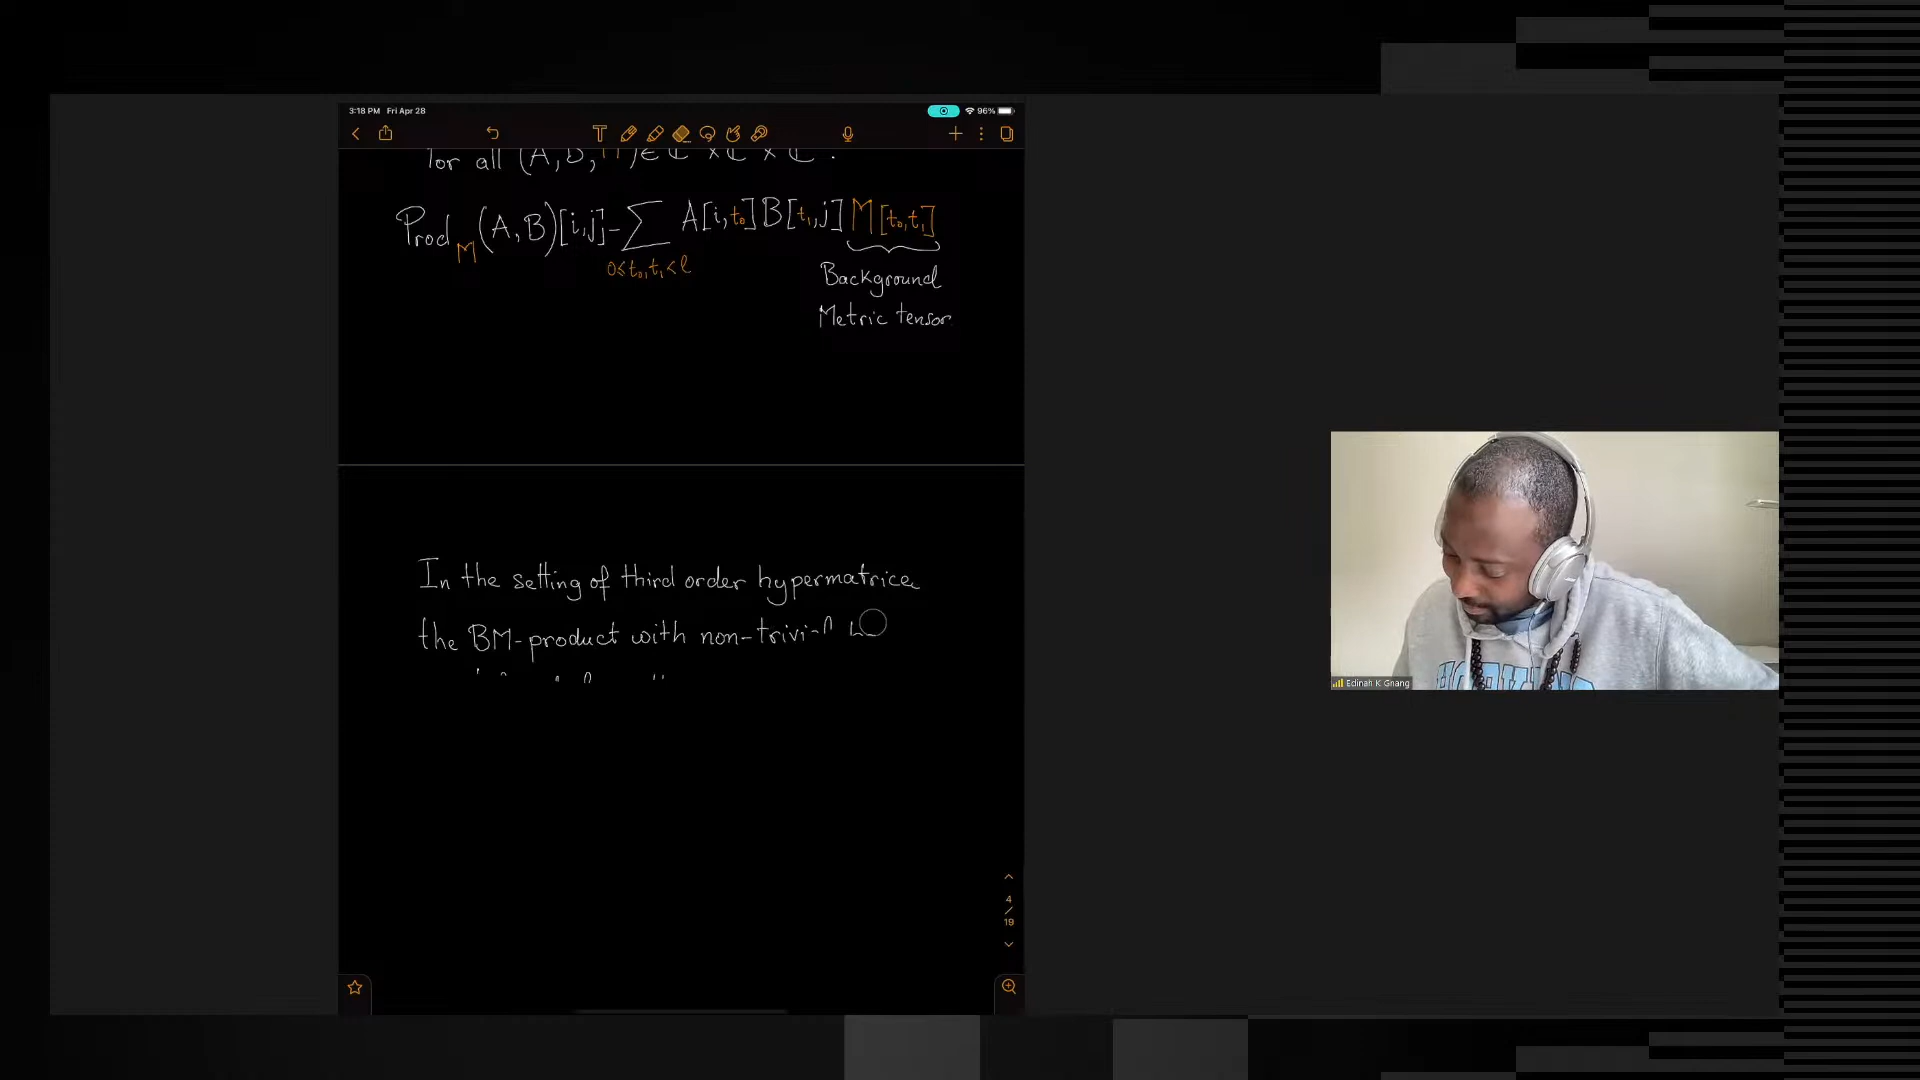 3:18 PM Fri Apr 28
96%
for all (A,B, ) ∈ ℂ × ℂ × ℂ .
Prod_M (A,B)[i,j] = ∑ A[i,t₀] B[t₁,j] M[t₀,t₁]
0≤t₀,t₁<ℓ
Background
Metric tensor
In the setting of third order hypermatrice
the BM-product with non-trivi
4
/
19
Edinah K Gnang